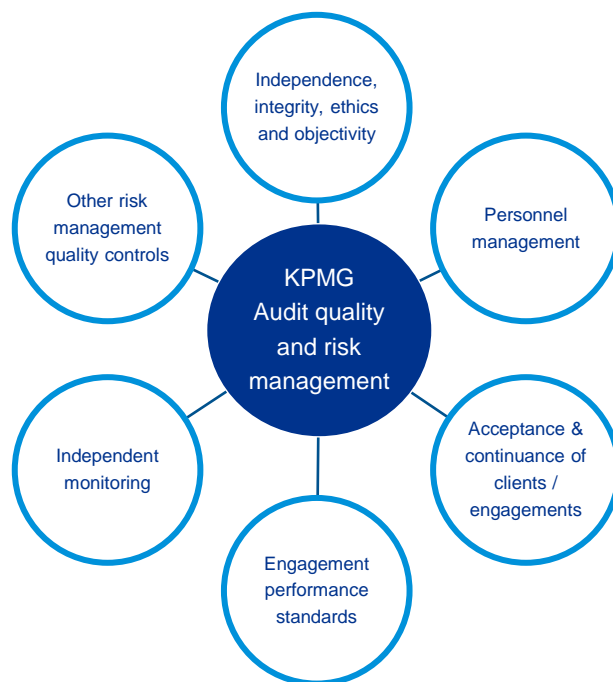 Independence,
integrity, ethics
and objectivity
Other risk
management
quality controls
Personnel
management
KPMG
Audit quality
and risk
management
Independent
monitoring
Acceptance &
continuance of
clients /
engagements
Engagement
performance
standards